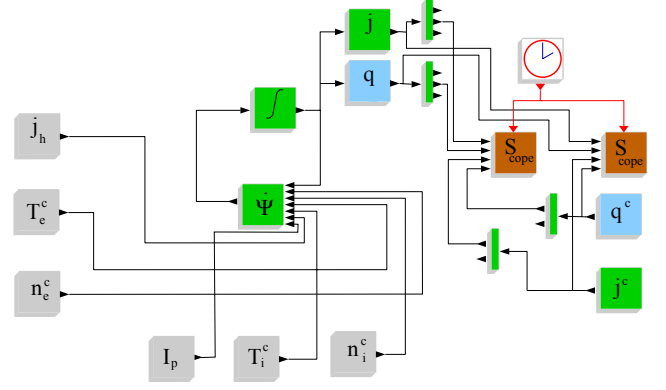 j
q
∫
j_h
S_cope
S_cope
Ψ̇
T_e^c
q^c
n_e^c
j^c
I_p
T_i^c
n_i^c